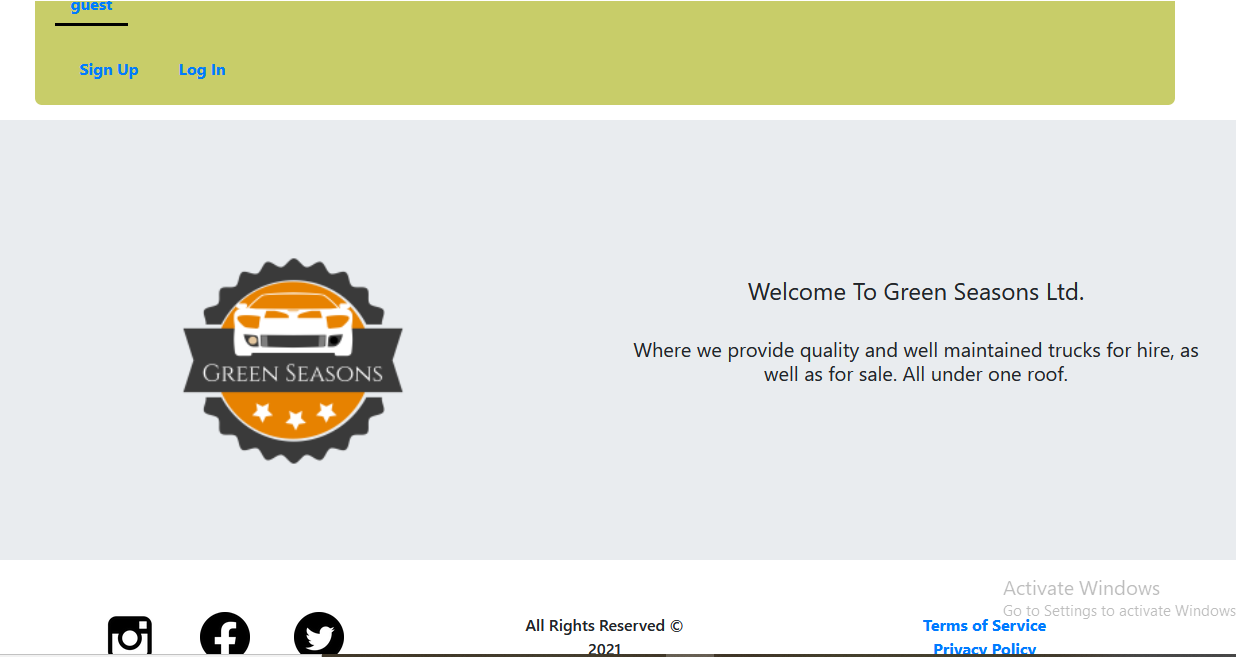 guest
Sign Up Log In
GREEN SEASONS
Welcome To Green Seasons Ltd.
Where we provide quality and well maintained trucks for hire, as
well as for sale. All under one roof.
Activate Windows
Go to Settings to activate Windows
All Rights Reserved ©
2021
Terms of Service
Privacy Policy